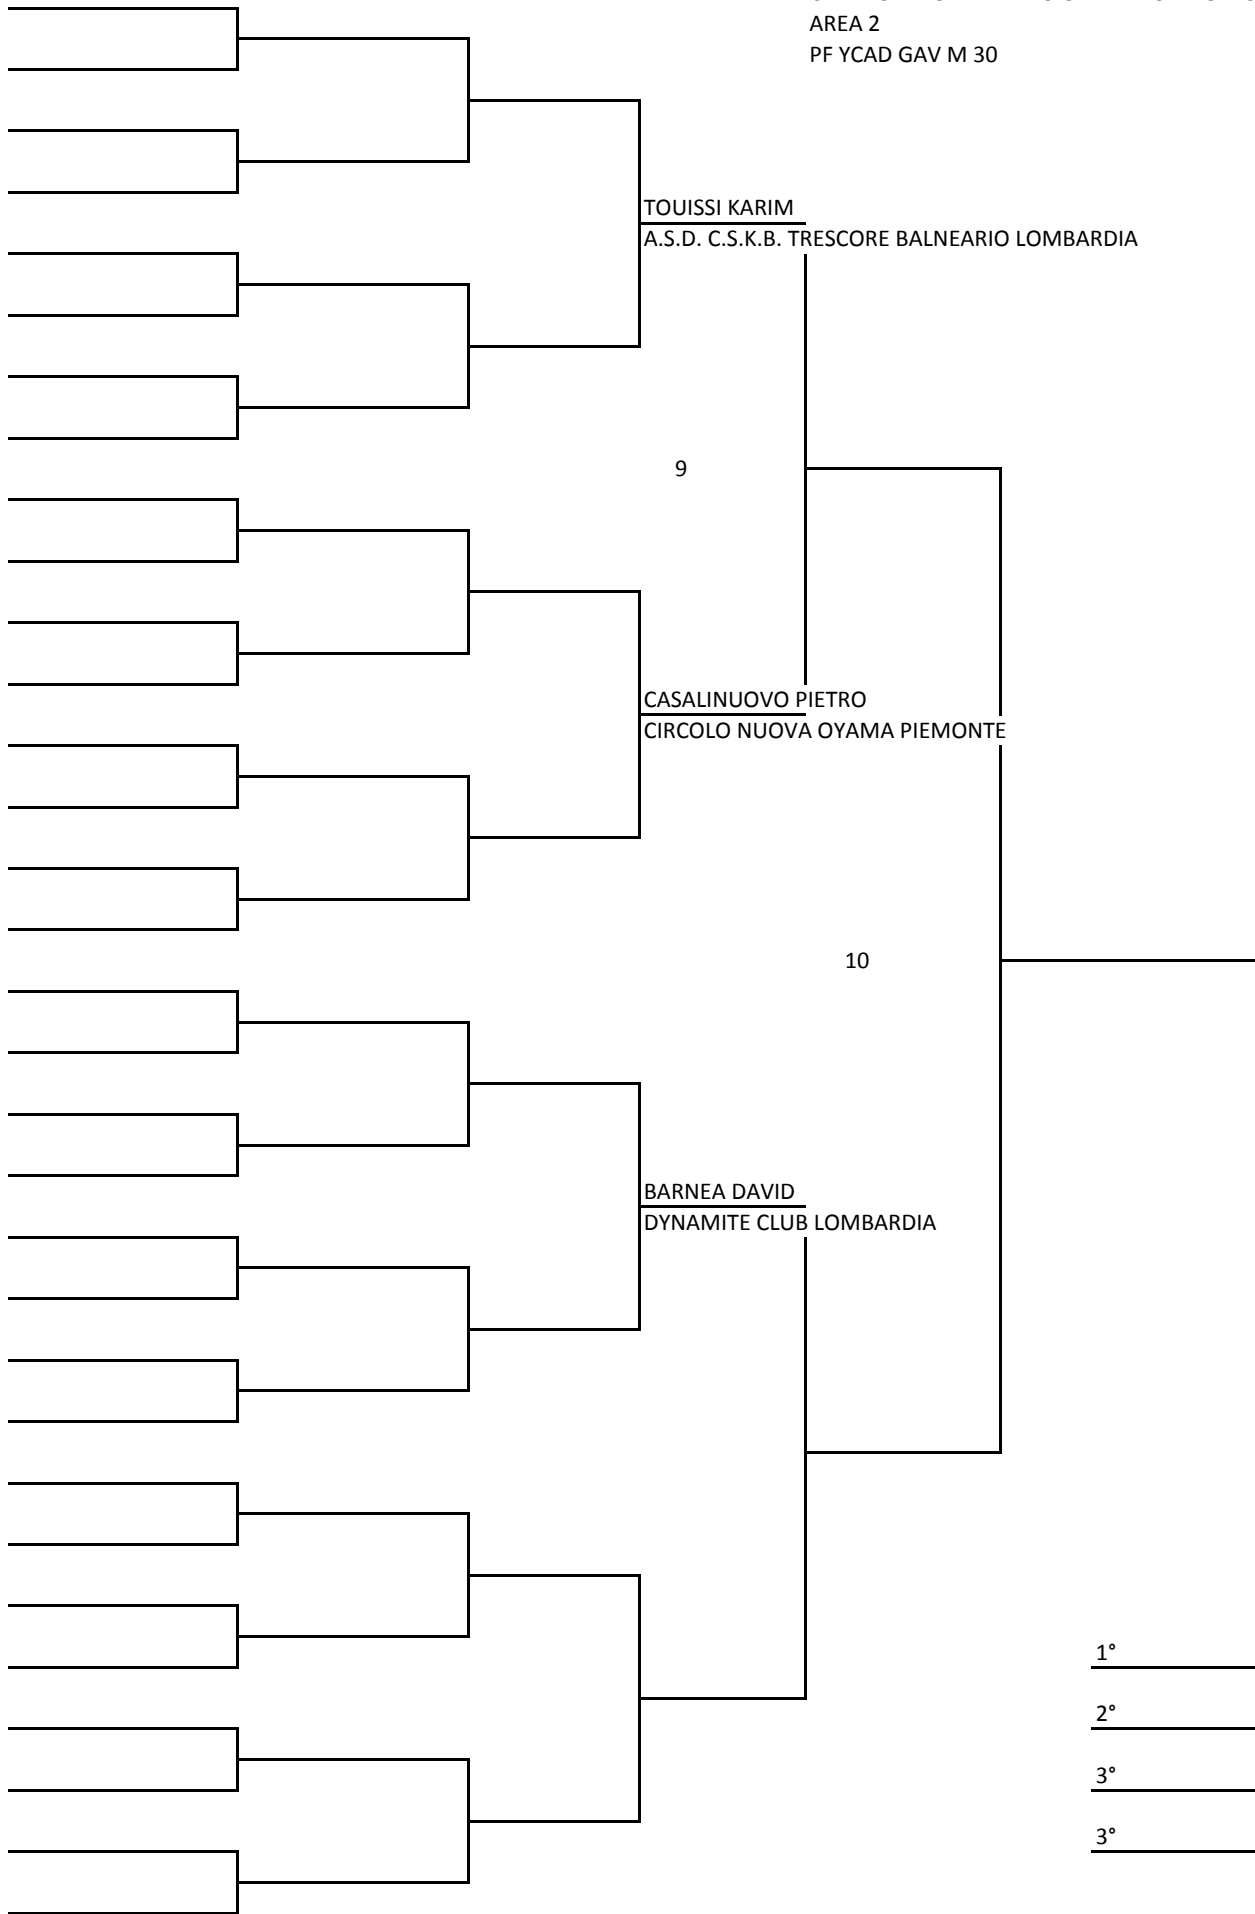 AREA 2
PF YCAD GAV M 30
TOUISSI KARIM
A.S.D. C.S.K.B. TRESCORE BALNEARIO LOMBARDIA
9
CASALINUOVO PIETRO
CIRCOLO NUOVA OYAMA PIEMONTE
10
BARNEA DAVID
DYNAMITE CLUB LOMBARDIA
1°
2°
3°
3°